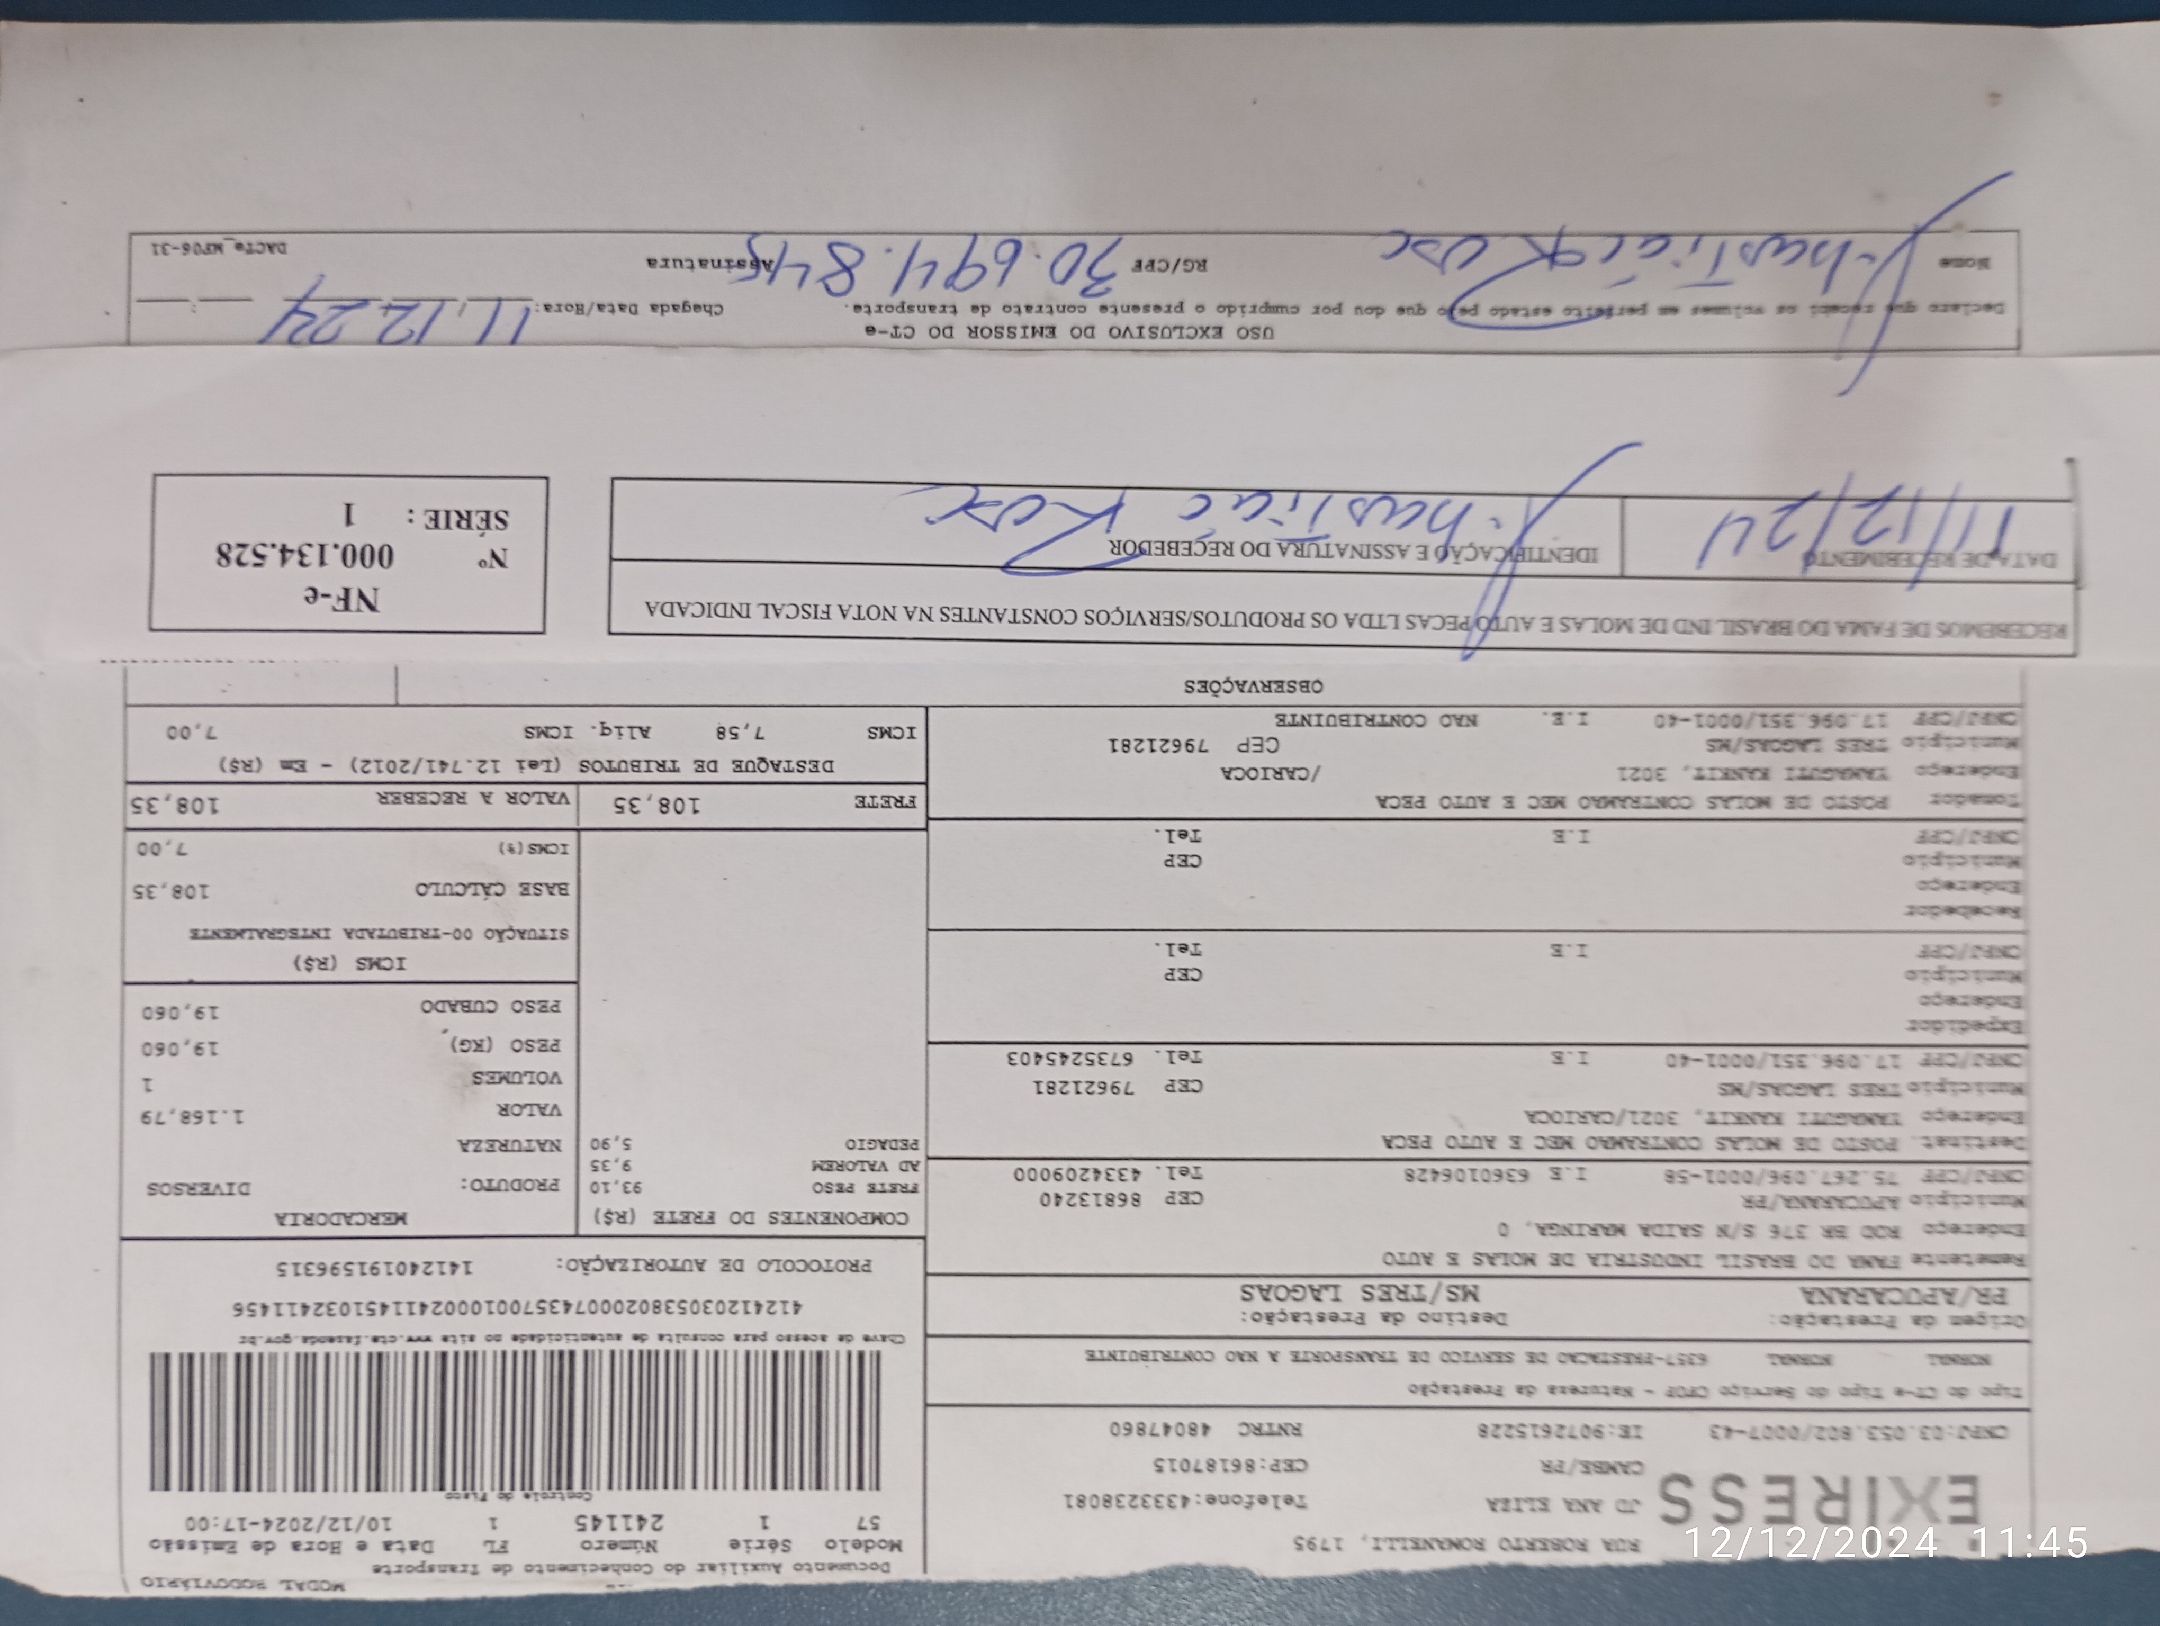 MODAL RODOVIÁRIO
Documento Auxiliar do Conhecimento de Transporte
Modelo Série Número FL Data e Hora de Emissão
57 1 241145 1 10/12/2024-17:00
Controle do Fisco
Chave de acesso para consulta de autenticidade no site www.cte.fazenda.gov.br
41241203053802000743570010002411451032411456
PROTOCOLO DE AUTORIZAÇÃO: 141240191596315
RUA ROBERTO ROMANELLI, 1795
EXIRESS
JD ANA ELIZA Telefone:4333238081
CAMBE/PR CEP:86187015
CNPJ:03.053.802/0007-43 IE:9072615228 RNTRC 48047860
Tipo do CT-e Tipo do Serviço CFOP - Natureza da Prestação
NORMAL NORMAL 6357-PRESTACAO DE SERVICO DE TRANSPORTE A NAO CONTRIBUINTE
Origem da Prestação: Destino da Prestação:
PR/APUCARANA MS/TRES LAGOAS
Remetente FAMA DO BRASIL INDUSTRIA DE MOLAS E AUTO
Endereço ROD BR 376 S/N SAIDA MARINGA, 0
Município APUCARANA/PR CEP 86813240
CNPJ/CPF 75.267.096/0001-58 I.E 6360106428 Tel. 4334209000
Destinat. POSTO DE MOLAS CONTRAMAO MEC E AUTO PECA
Endereço YAMAGUTI KANKIT, 3021/CARIOCA
Município TRES LAGOAS/MS CEP 79621281
CNPJ/CPF 17.096.351/0001-40 I.E Tel. 6735245403
Expedidor
Endereço
Município CEP
CNPJ/CPF I.E Tel.
Recebedor
Endereço
Município CEP
CNPJ/CPF I.E Tel.
Tomador POSTO DE MOLAS CONTRAMAO MEC E AUTO PECA
Endereço YAMAGUTI KANKIT, 3021 /CARIOCA
Município TRES LAGOAS/MS CEP 79621281
CNPJ/CPF 17.096.351/0001-40 I.E. NAO CONTRIBUINTE
COMPONENTES DO FRETE (R$)
FRETE PESO 93,10
AD VALOREM 9,35
PEDAGIO 5,90
MERCADORIA
PRODUTO: DIVERSOS
NATUREZA
VALOR 1.168,79
VOLUMES 1
PESO (KG) 19,060
PESO CUBADO 19,060
ICMS (R$)
SITUAÇÃO 00-TRIBUTADA INTEGRALMENTE
BASE CÁLCULO 108,35
ICMS(%) 7,00
FRETE 108,35 VALOR A RECEBER 108,35
DESTAQUE DE TRIBUTOS (Lei 12.741/2012) - Em (R$)
ICMS 7,58 Aliq. ICMS 7,00
OBSERVAÇÕES
RECEBEMOS DE FAMA DO BRASIL IND DE MOLAS E AUTO PECAS LTDA OS PRODUTOS/SERVIÇOS CONSTANTES NA NOTA FISCAL INDICADA
DATA DE RECEBIMENTO IDENTIFICAÇÃO E ASSINATURA DO RECEBEDOR
11/12/24
NF-e
Nº 000.134.528
SÉRIE : 1
USO EXCLUSIVO DO EMISSOR DO CT-e
Declaro que recebi os volumes em perfeito estado pelo que dou por cumprido o presente contrato de transporte.
Chegada Data/Hora: 11.12.24
Nome RG/CPF 30.694.845 Assinatura
DACTe_MF06-31
12/12/2024 11:45